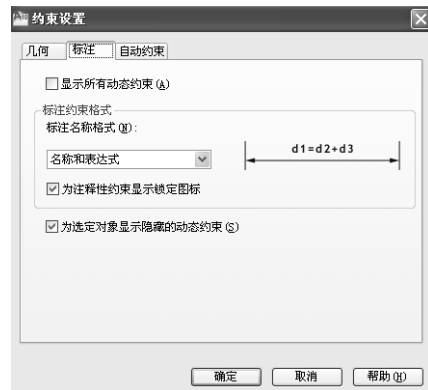 约束设置
几何 标注 自动约束
显示所有动态约束(A)
标注约束格式
标注名称格式(N):
名称和表达式
d1=d2+d3
为注释性约束显示锁定图标
为选定对象显示隐藏的动态约束(S)
确定 取消 帮助(H)